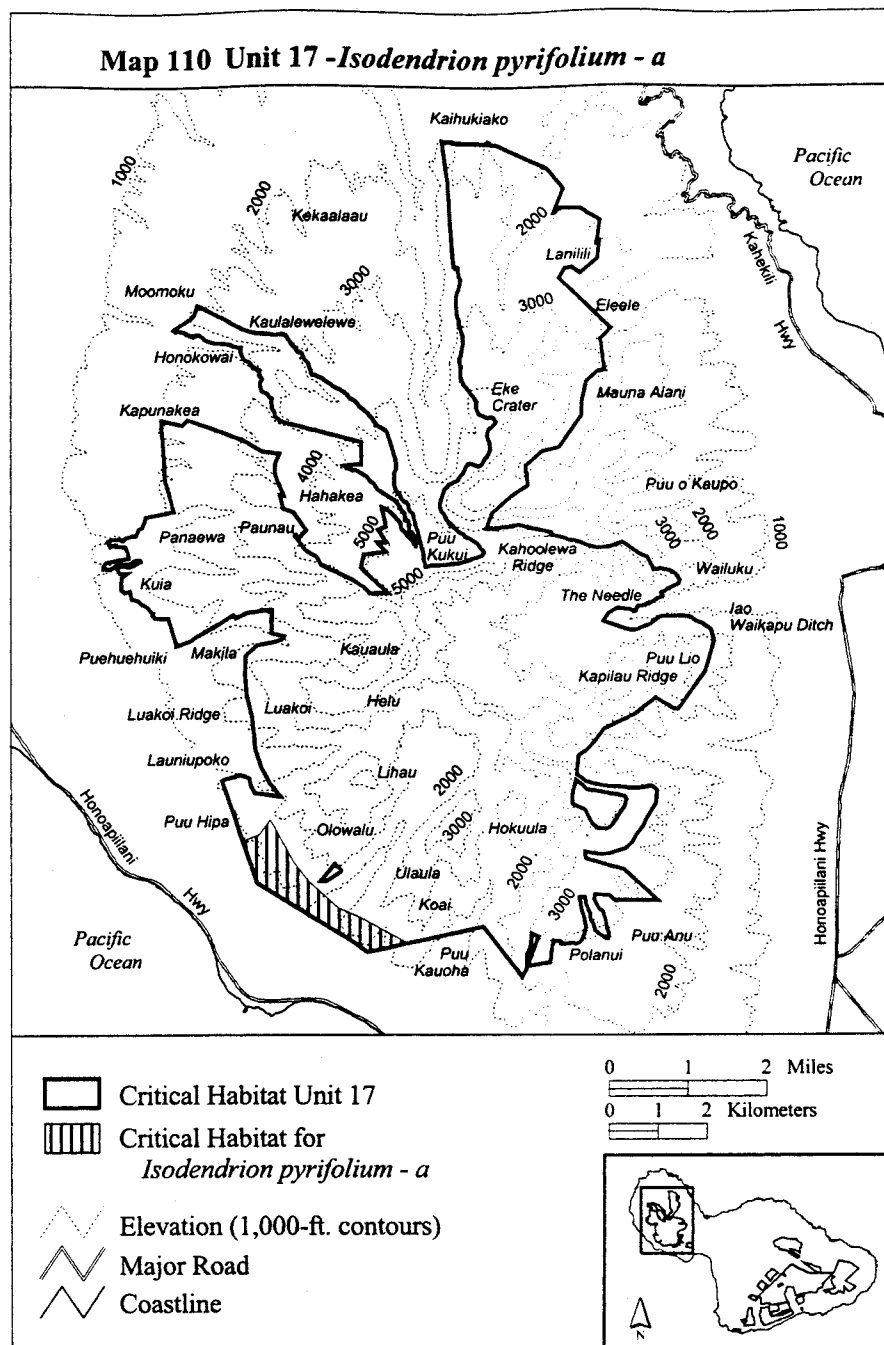 Map 110 Unit 17 -Isodendrion pyrifolium - a
Kaihukiako
Pacific
Ocean
1000
2000
Kekaalaau
2000
Kahekili
Hwy
Lanilili
3000
3000
Eleele
Moomoku
Kaulalewelewe
Honokowai
Eke
Crater
Mauna Alani
Kapunakea
4000
Hahakea
Puu o Kaupo
Panaewa
Paunau
5000
Puu
Kukui
Kahoolewa
Ridge
3000
2000
1000
Wailuku
5000
Kuia
The Needle
Iao
Waikapu Ditch
Puehuehuiki
Makila
Kauaula
Puu Lio
Kapilau Ridge
Luakoi Ridge
Luakoi
Helu
Launiupoko
Lihau
2000
Honoapiilani
Hwy
Puu Hipa
Olowalu
3000
Hokuula
2000
Ulaula
Koai
3000
Honoapiilani Hwy
Pacific
Ocean
Puu
Kauoha
Polanui
Puu Anu
2000
Critical Habitat Unit 17
Critical Habitat for
Isodendrion pyrifolium - a
Elevation (1,000-ft. contours)
Major Road
Coastline
0 1 2 Miles
0 1 2 Kilometers
N